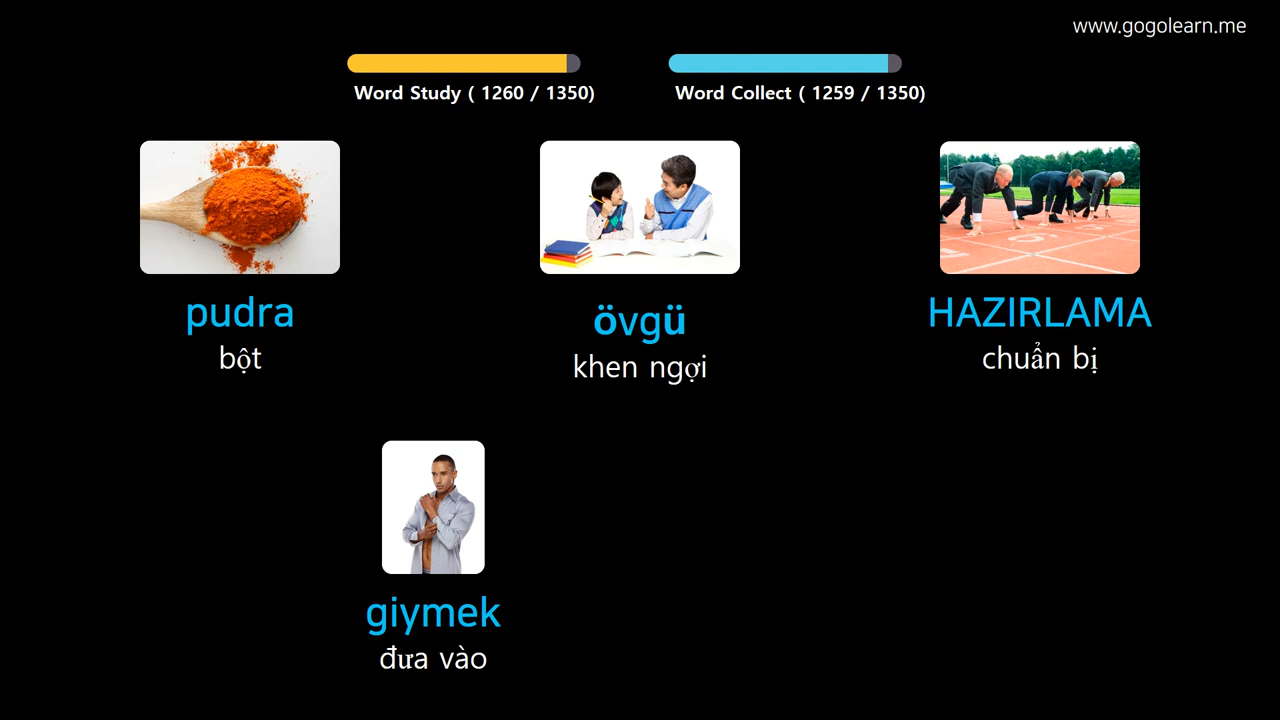 www.gogolearn.me
Word Study ( 1260 / 1350)
Word Collect ( 1259 / 1350)
pudra
bột
övgü
khen ngợi
HAZIRLAMA
chuẩn bị
giymek
đưa vào